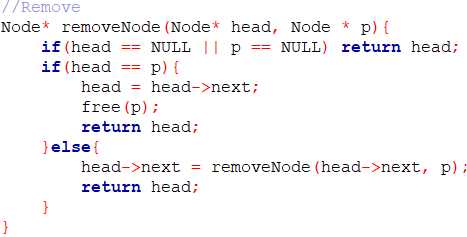 //Remove
Node* removeNode(Node* head, Node * p){
    if(head == NULL || p == NULL) return head;
    if(head == p){
        head = head->next;
        free(p);
        return head;
    }else{
        head->next = removeNode(head->next, p);
        return head;
    }
}